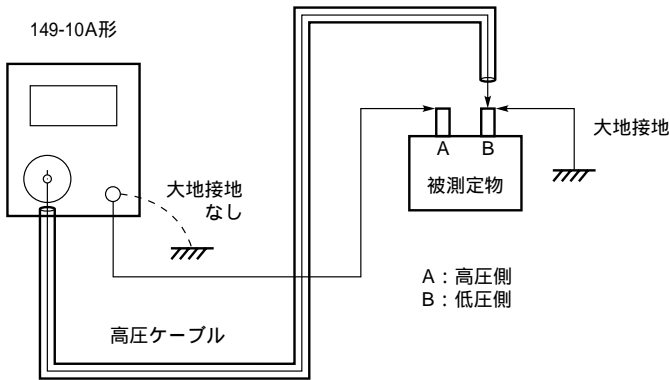 149-10A形
大地接地
なし
高圧ケーブル
A
B
被測定物
大地接地
A：高圧側
B：低圧側